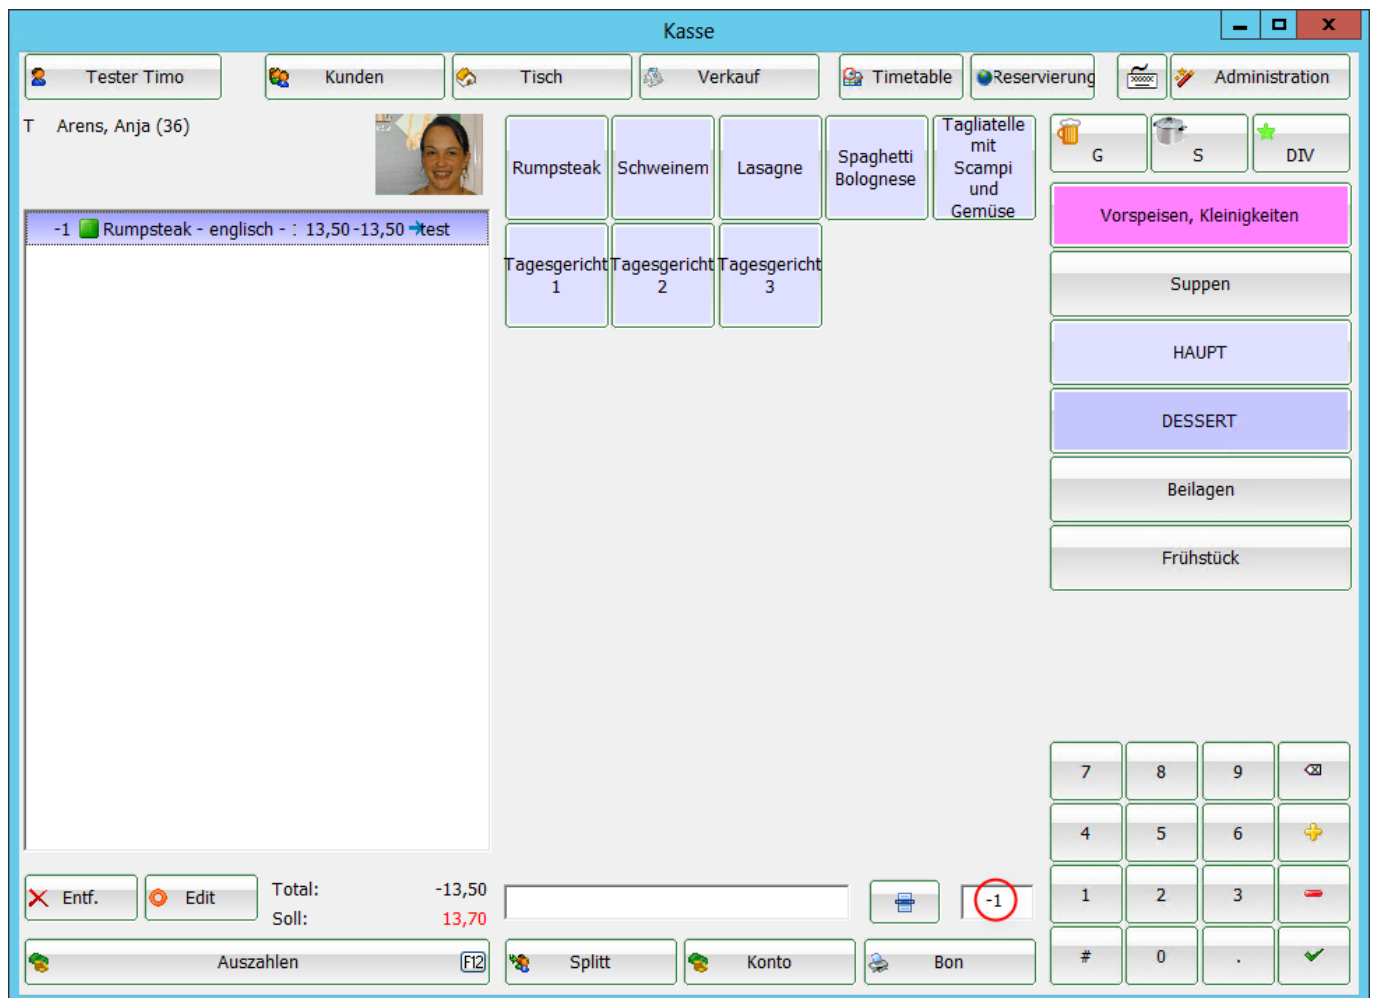 Kasse
Tester Timo
Kunden
Tisch
Verkauf
Timetable
Reservierung
Administration
T Arens, Anja (36)
-1 Rumpsteak - englisch - : 13,50 -13,50 test
Rumpsteak
Schweinem
Lasagne
Spaghetti
Bolognese
Tagliatelle
mit
Scampi
und
Gemüse
Tagesgericht
1
Tagesgericht
2
Tagesgericht
3
G
S
DIV
Vorspeisen, Kleinigkeiten
Suppen
HAUPT
DESSERT
Beilagen
Frühstück
7 8 9
4 5 6
1 2 3
# 0 .
Entf.
Edit
Total: -13,50
Soll: 13,70
-1
Auszahlen F12
Splitt
Konto
Bon